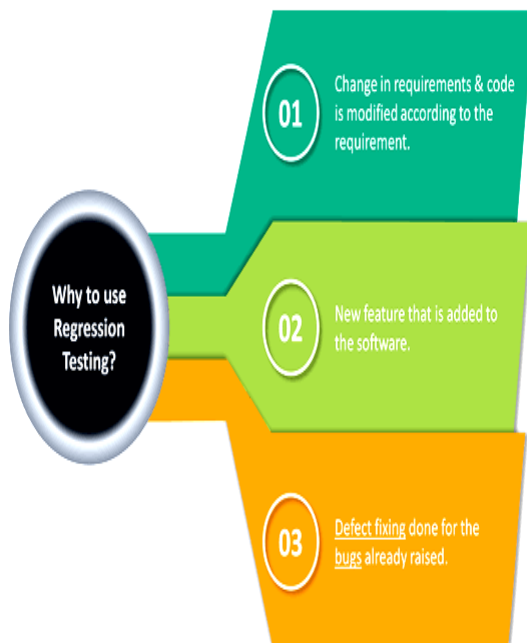 Why to use
Regression
Testing?
01
Change in requirements & code
is modified according to the
requirement.
02
New feature that is added to
the software.
03
Defect fixing done for the
bugs already raised.